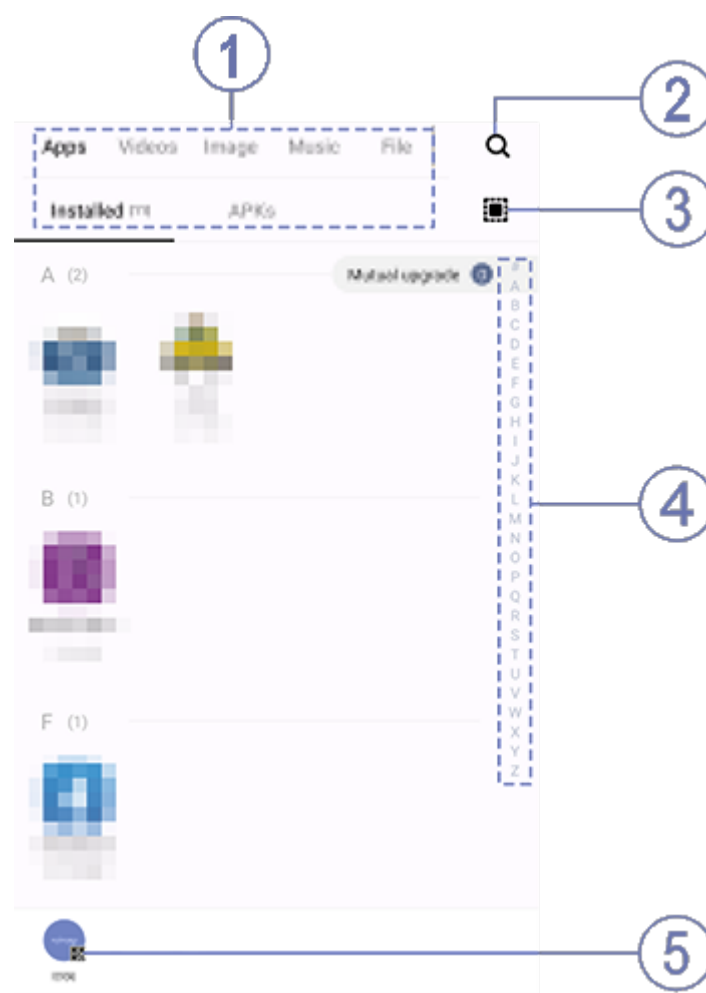 1
2
Apps Videos Image Music File
Installed APKs
3
A (2)
Mutual upgrade
#
A
B
C
D
E
F
G
H
I
J
K
L
M
N
O
P
Q
R
S
T
U
V
W
X
Y
Z
4
B (1)
F (1)
5